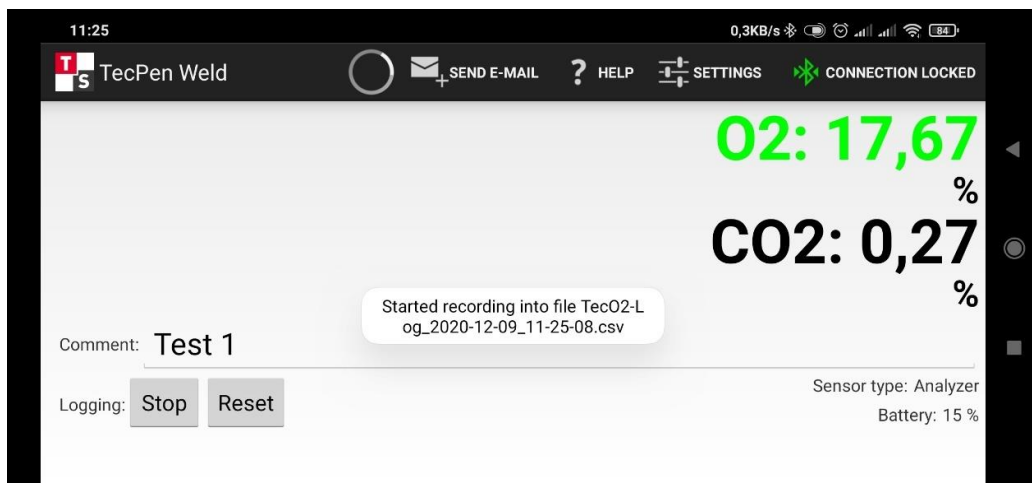 11:25
0,3KB/s 84
TS TecPen Weld
SEND E-MAIL ? HELP SETTINGS CONNECTION LOCKED
O2: 17,67
%
CO2: 0,27
%
Started recording into file TecO2-L
og_2020-12-09_11-25-08.csv
Comment: Test 1
Logging: Stop Reset
Sensor type: Analyzer
Battery: 15 %